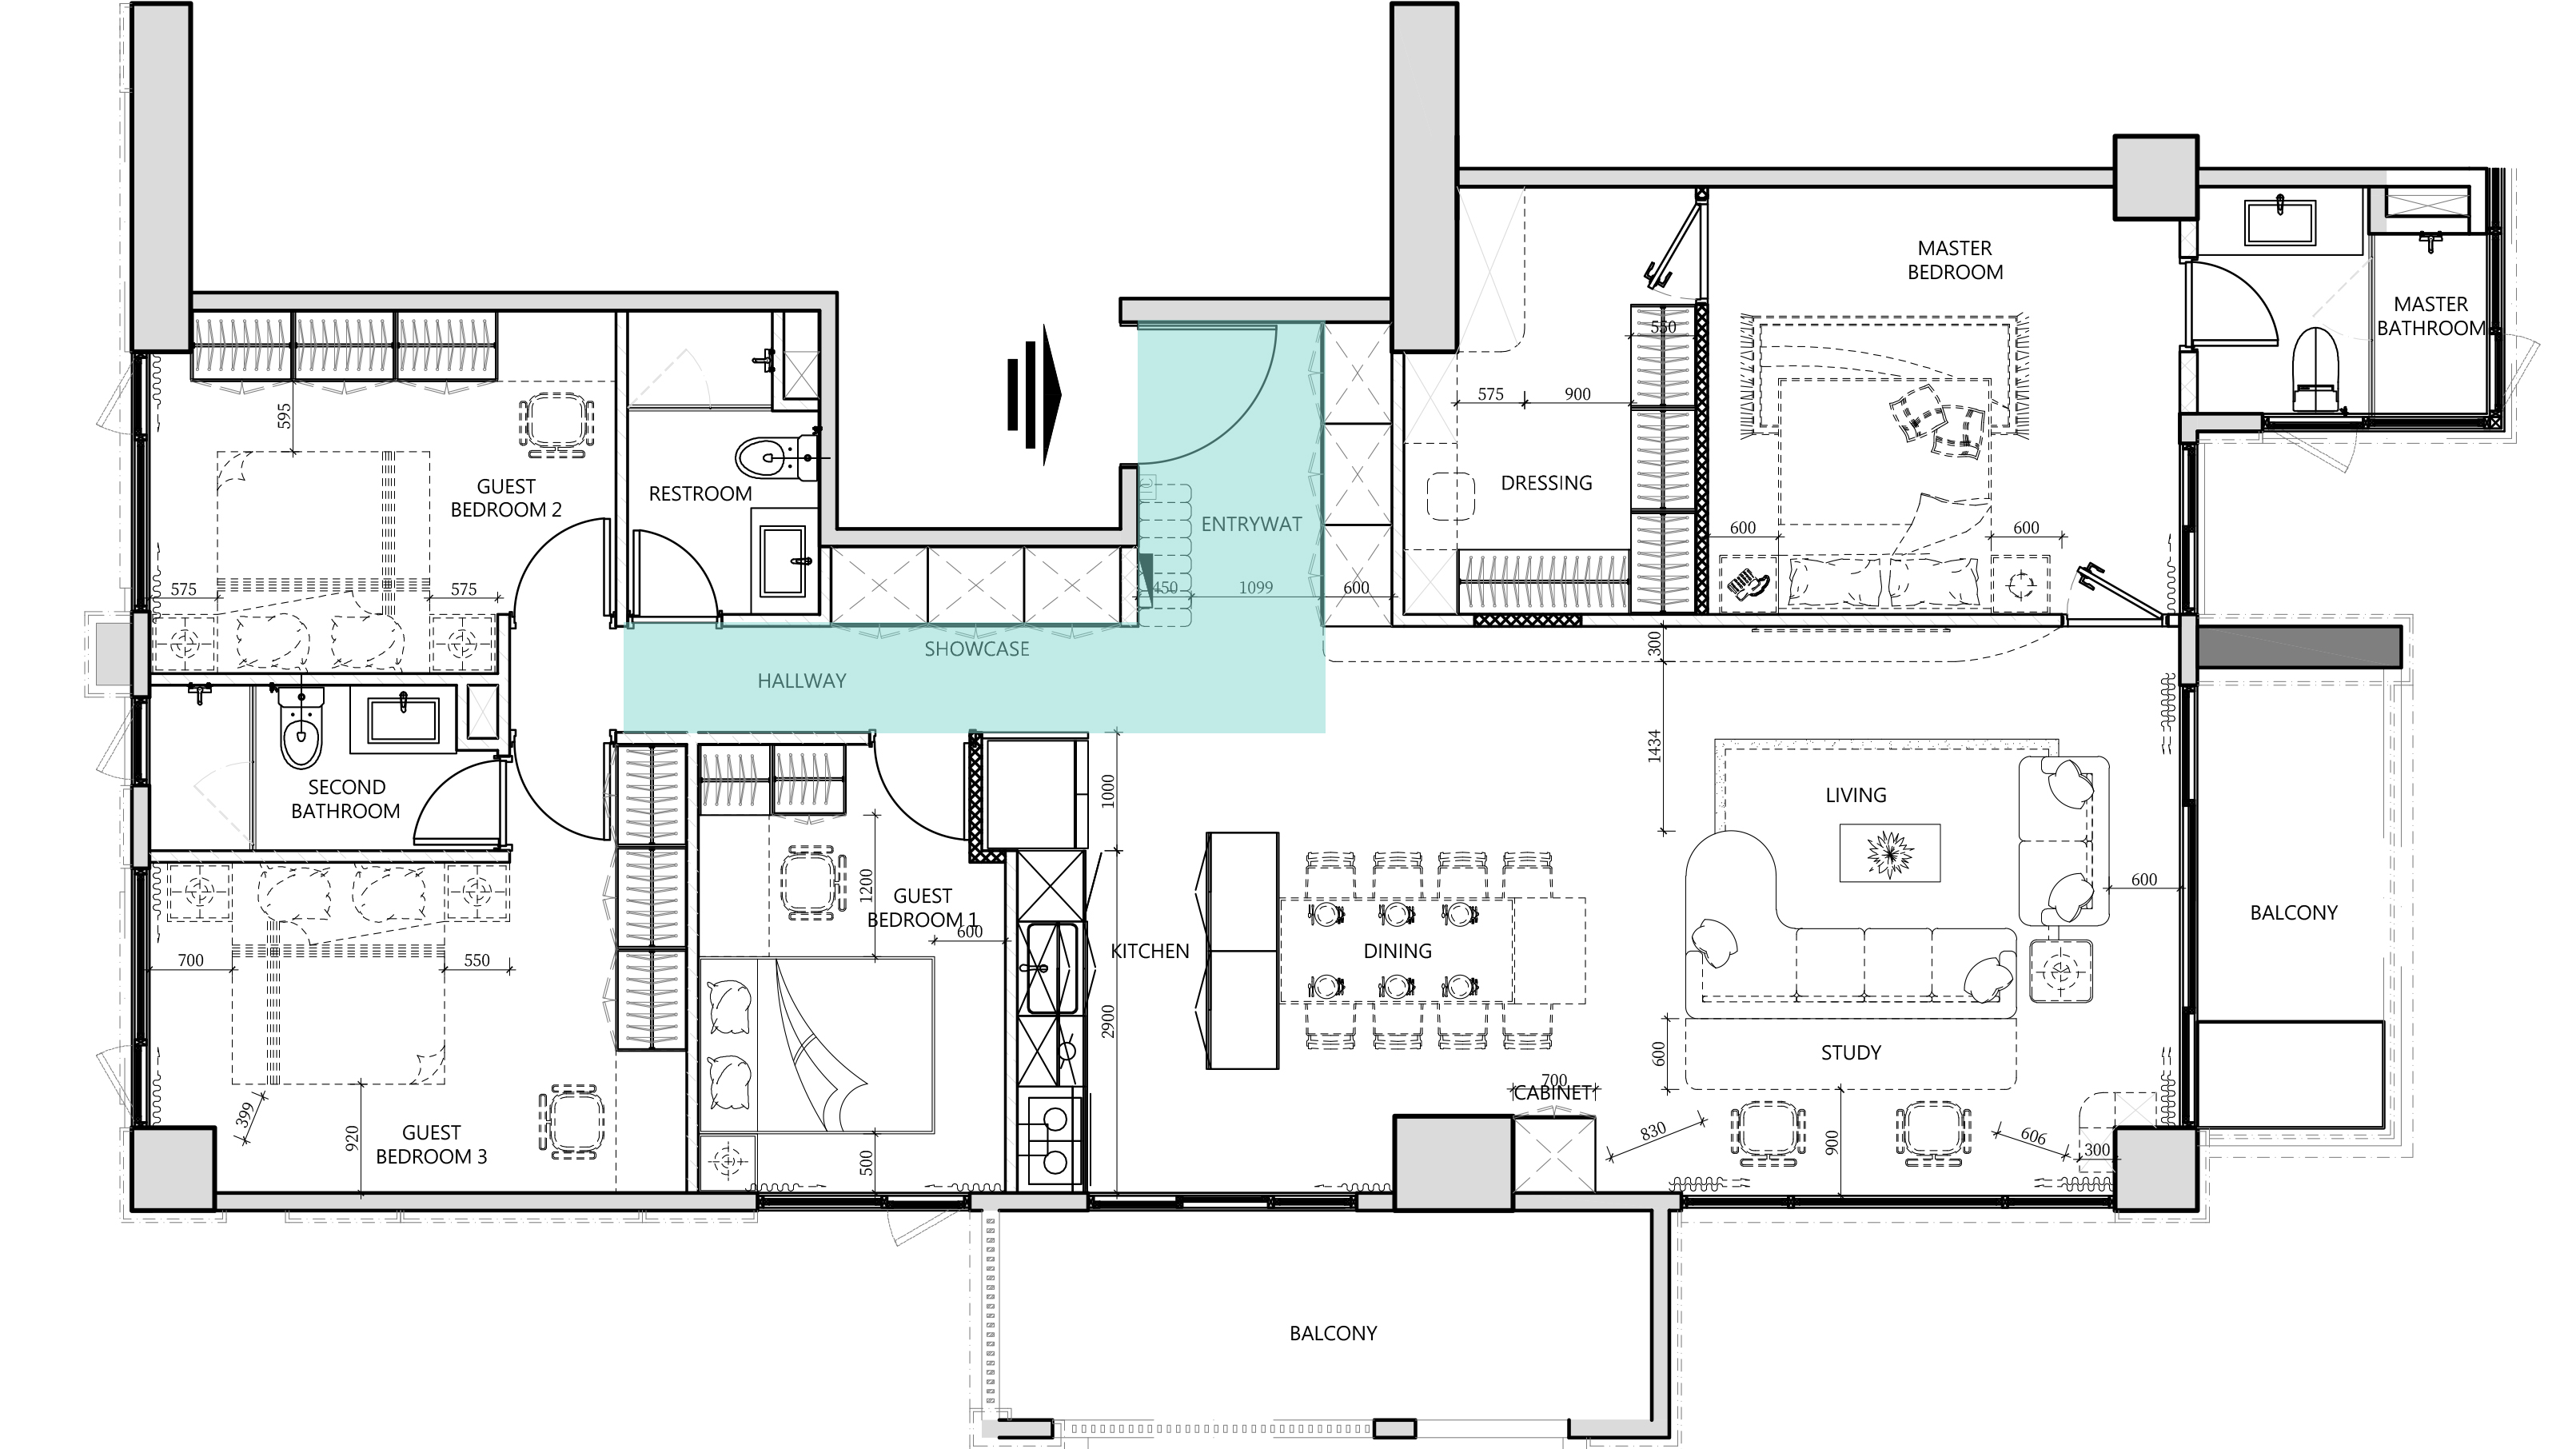 MASTER
BEDROOM
MASTER
BATHROOM
550
575
900
595
GUEST
BEDROOM 2
RESTROOM
DRESSING
ENTRYWAT
600
600
575
575
450
1099
600
SHOWCASE
300
HALLWAY
1434
1000
SECOND
BATHROOM
LIVING
1200
GUEST
BEDROOM 1
600
600
BALCONY
700
550
KITCHEN
DINING
2900
600
STUDY
700
CABINET
399
920
GUEST
BEDROOM 3
500
830
900
606
300
BALCONY